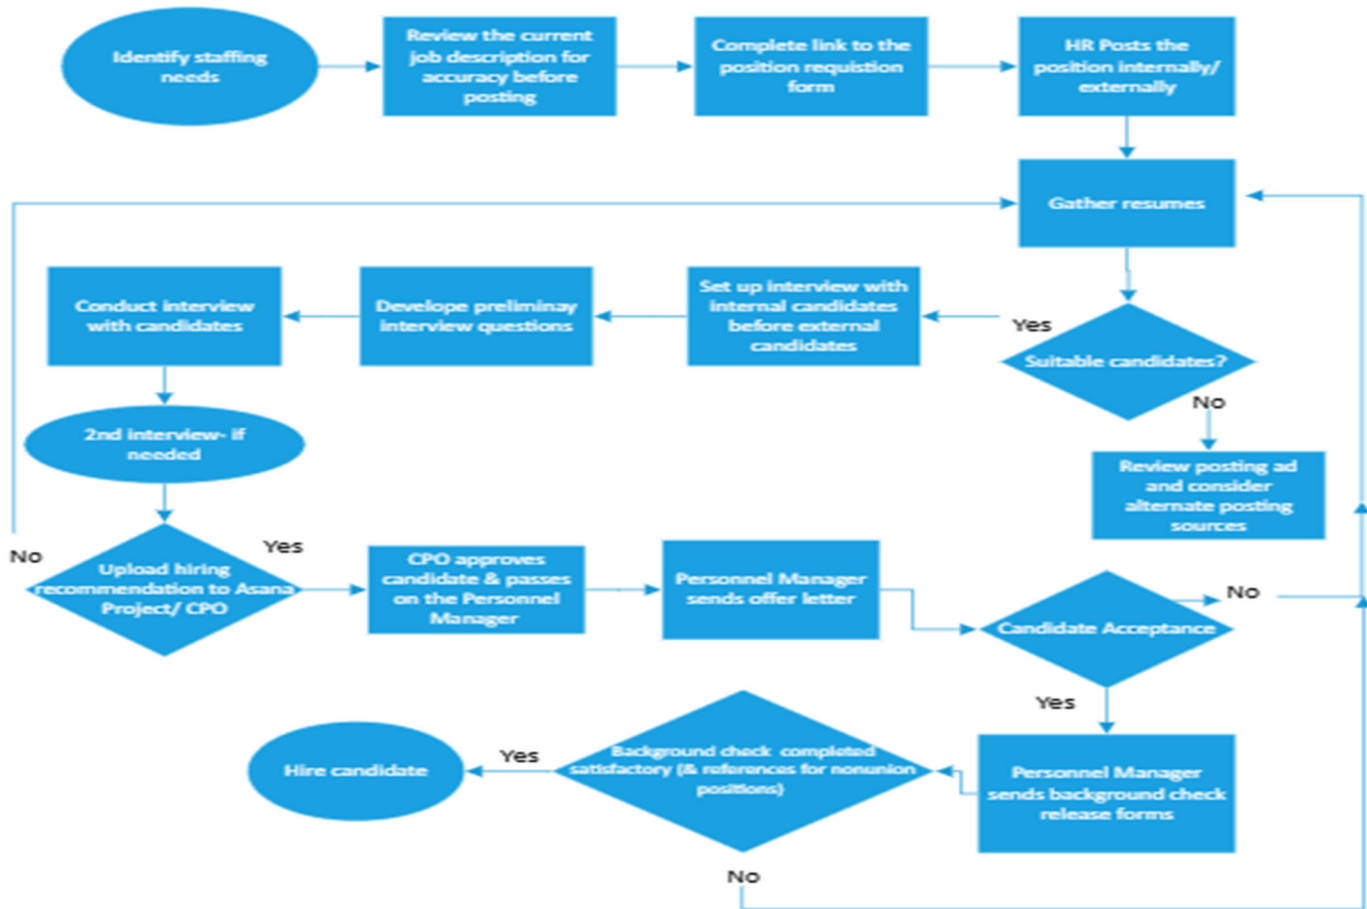 Identify staffing
needs
Review the current
job description for
accuracy before
posting
Complete link to the
position requistion
form
HR Posts the
position internally/
externally
Gather resumes
Conduct interview
with candidates
Develope preliminay
interview questions
Set up interview with
internal candidates
before external
candidates
Yes
Suitable candidates?
No
2nd interview- if
needed
Review posting ad
and consider
alternate posting
sources
No
Yes
Upload hiring
recommendation to Asana
Project/ CPO
CPO approves
candidate & passes
on the Personnel
Manager
Personnel Manager
sends offer letter
Candidate Acceptance
No
Yes
Personnel Manager
sends background check
release forms
Background check completed
satisfactory (& references for nonunion
positions)
Yes
Hire candidate
No